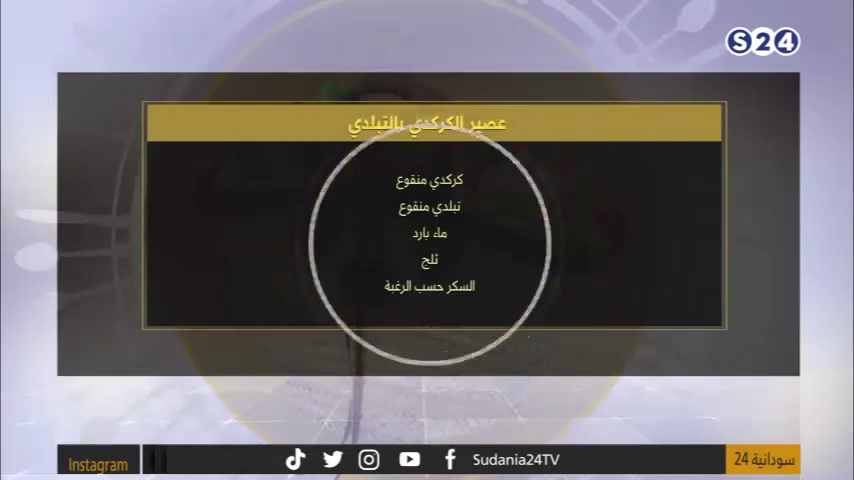 S24
عصير الكركدي بالتبلدي
كركدي منقوع
تبلدي منقوع
ماء بارد
ثلج
السكر حسب الرغبة
Instagram
Sudania24TV
سودانية 24